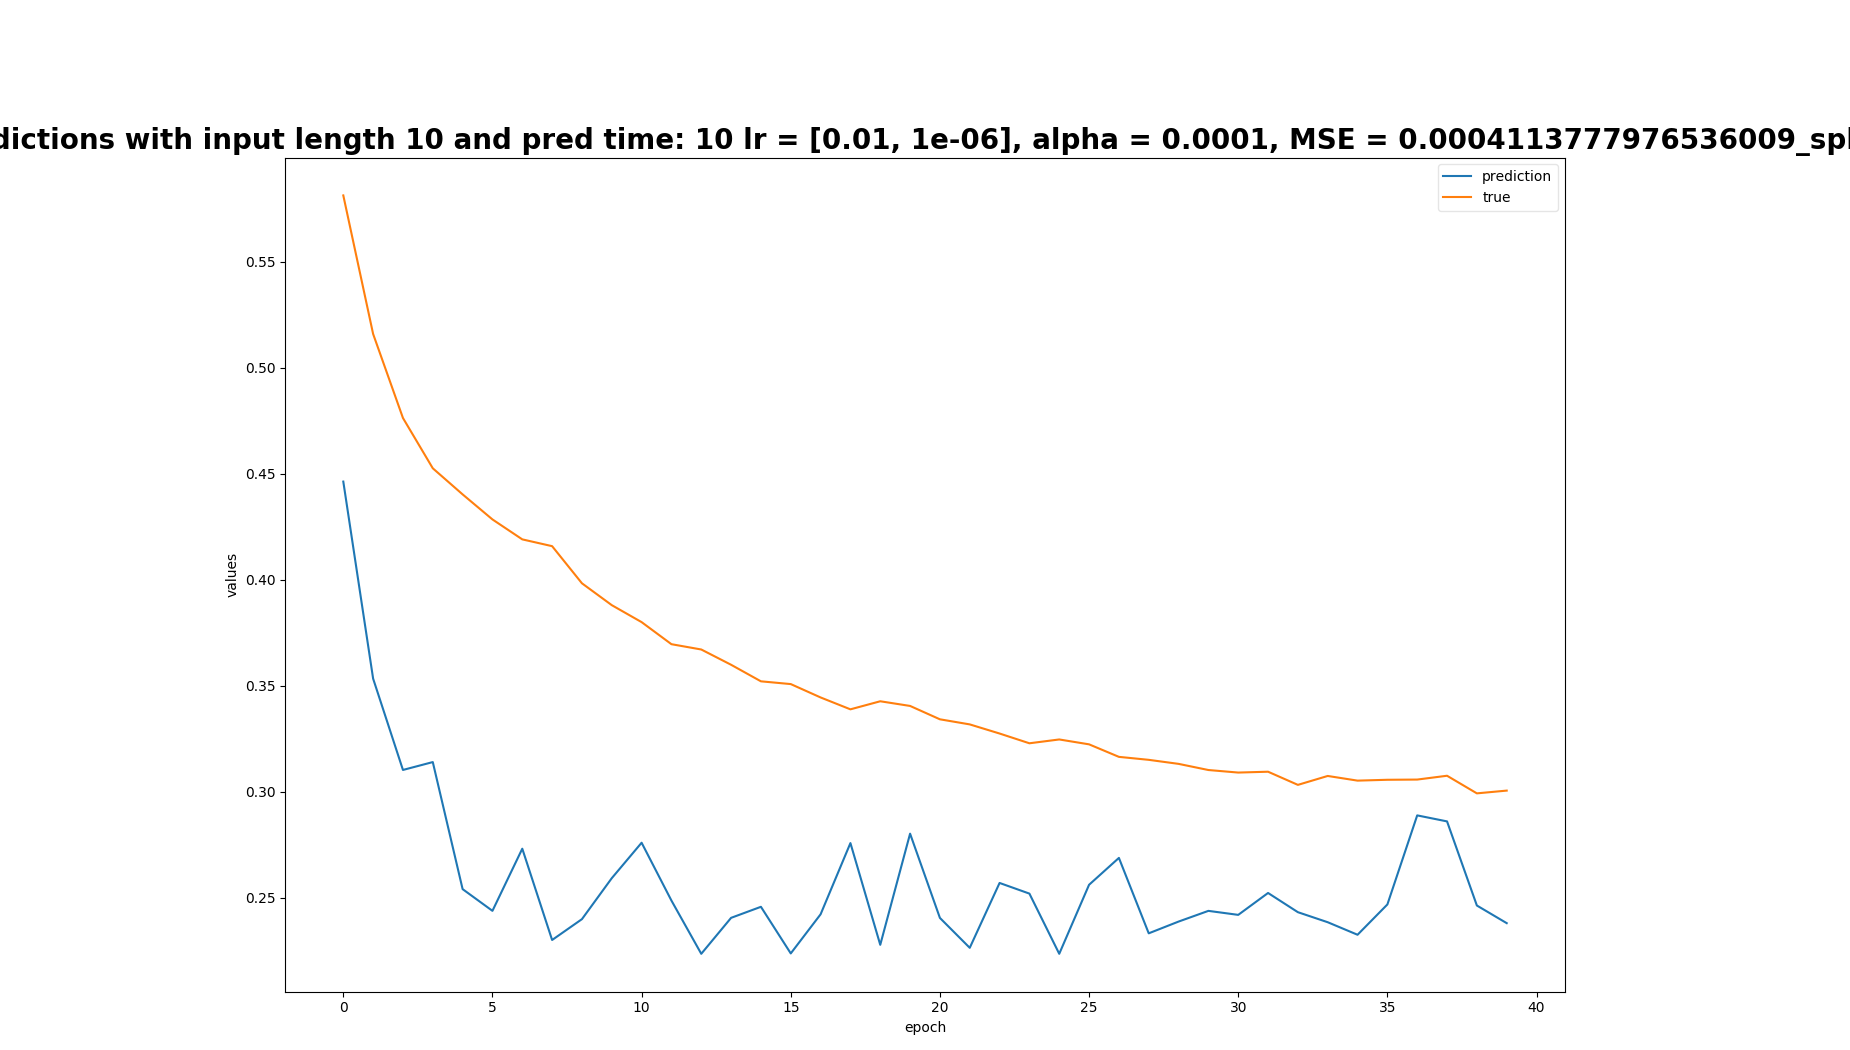 dictions with input length 10 and pred time: 10 lr = [0.01, 1e-06], alpha = 0.0001, MSE = 0.0004113777976536009_spl
prediction
true
0.55
0.50
0.45
0.40
0.35
0.30
0.25
values
0 5 10 15 20 25 30 35 40
epoch